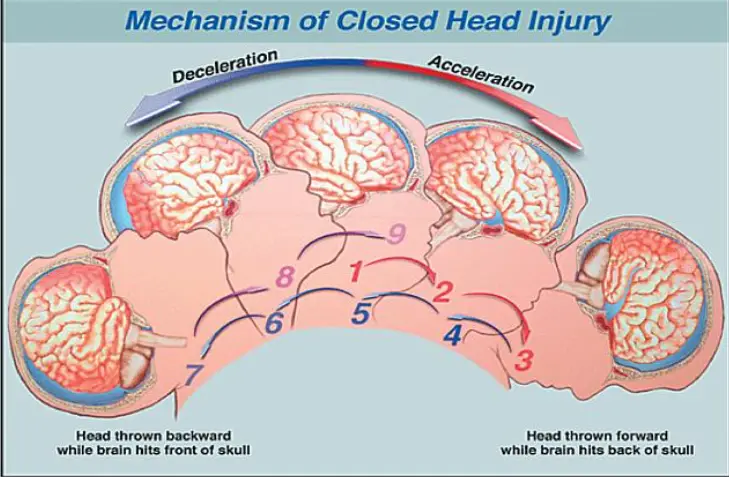 Mechanism of Closed Head Injury
Deceleration
Acceleration
9
8
1
2
7
6
5
4
3
Head thrown backward
while brain hits front of skull
Head thrown forward
while brain hits back of skull